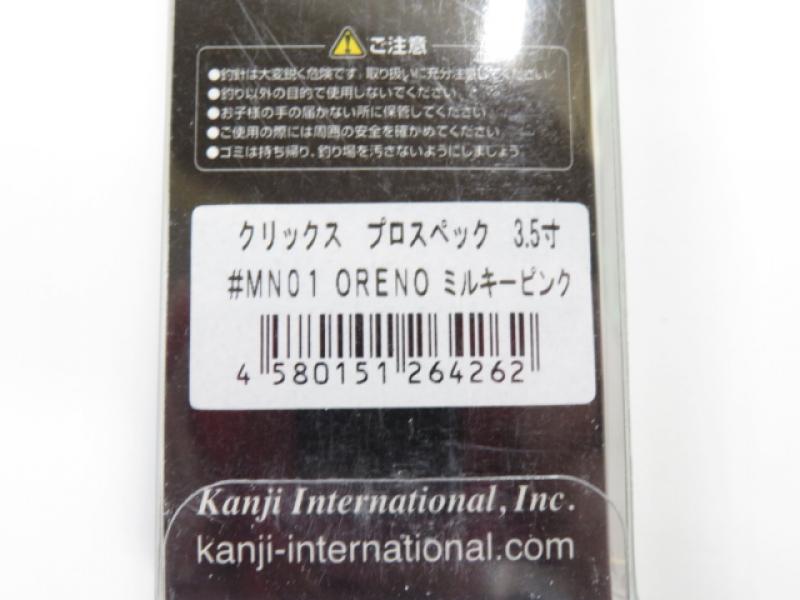 ご注意
●釣針は大変鋭く危険です。取り扱いに充分注意してください
●釣り以外の目的で使用しないでください
●お子様の手の届かない所に保管してください
●ご使用の際には周囲の安全を確かめてください
●ゴミは持ち帰り、釣り場を汚さないようにしましょう
クリックス プロスペック 3.5寸
#MN01 ORENO ミルキーピンク
4 580151 264262
Kanji International, Inc.
kanji-international.com